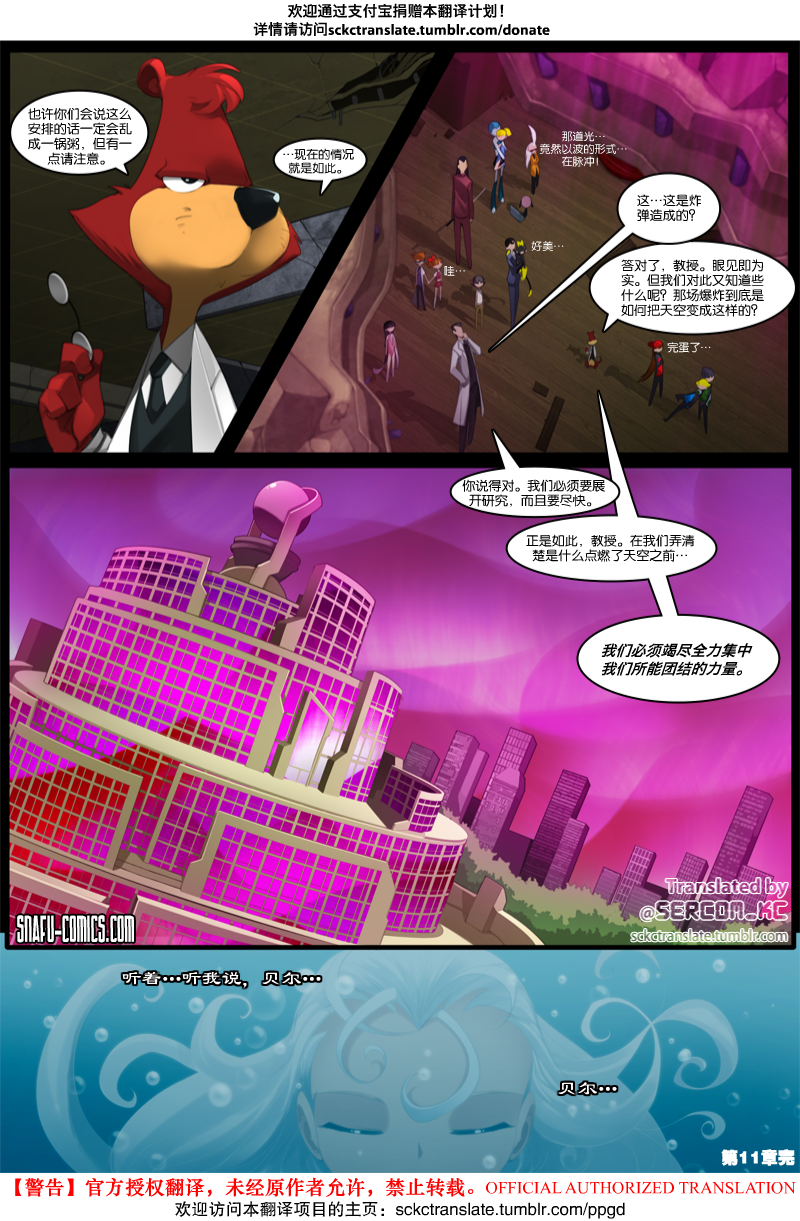 欢迎通过支付宝捐赠本翻译计划！
详情请访问sckctranslate.tumblr.com/donate
也许你们会说这么
安排的话一定会乱
成一锅粥，但有一
点请注意。
…现在的情况
就是如此。
那道光…
竟然以波的形式…
在脉冲！
这…这是炸
弹造成的？
好美…
哇…
答对了，教授。眼见即为
实。但我们对此又知道些
什么呢？那场爆炸到底是
如何把天空变成这样的？
完蛋了…
你说得对。我们必须要展
开研究，而且要尽快。
正是如此，教授。在我们弄清
楚是什么点燃了天空之前…
我们必须竭尽全力集中
我们所能团结的力量。
Translated by
@SERCOM_KC
sckctranslate.tumblr.com
SNAFU-COMICS.COM
听着…听我说，贝尔…
贝尔…
第11章完
【警告】官方授权翻译，未经原作者允许，禁止转载。OFFICIAL AUTHORIZED TRANSLATION
欢迎访问本翻译项目的主页：sckctranslate.tumblr.com/ppgd